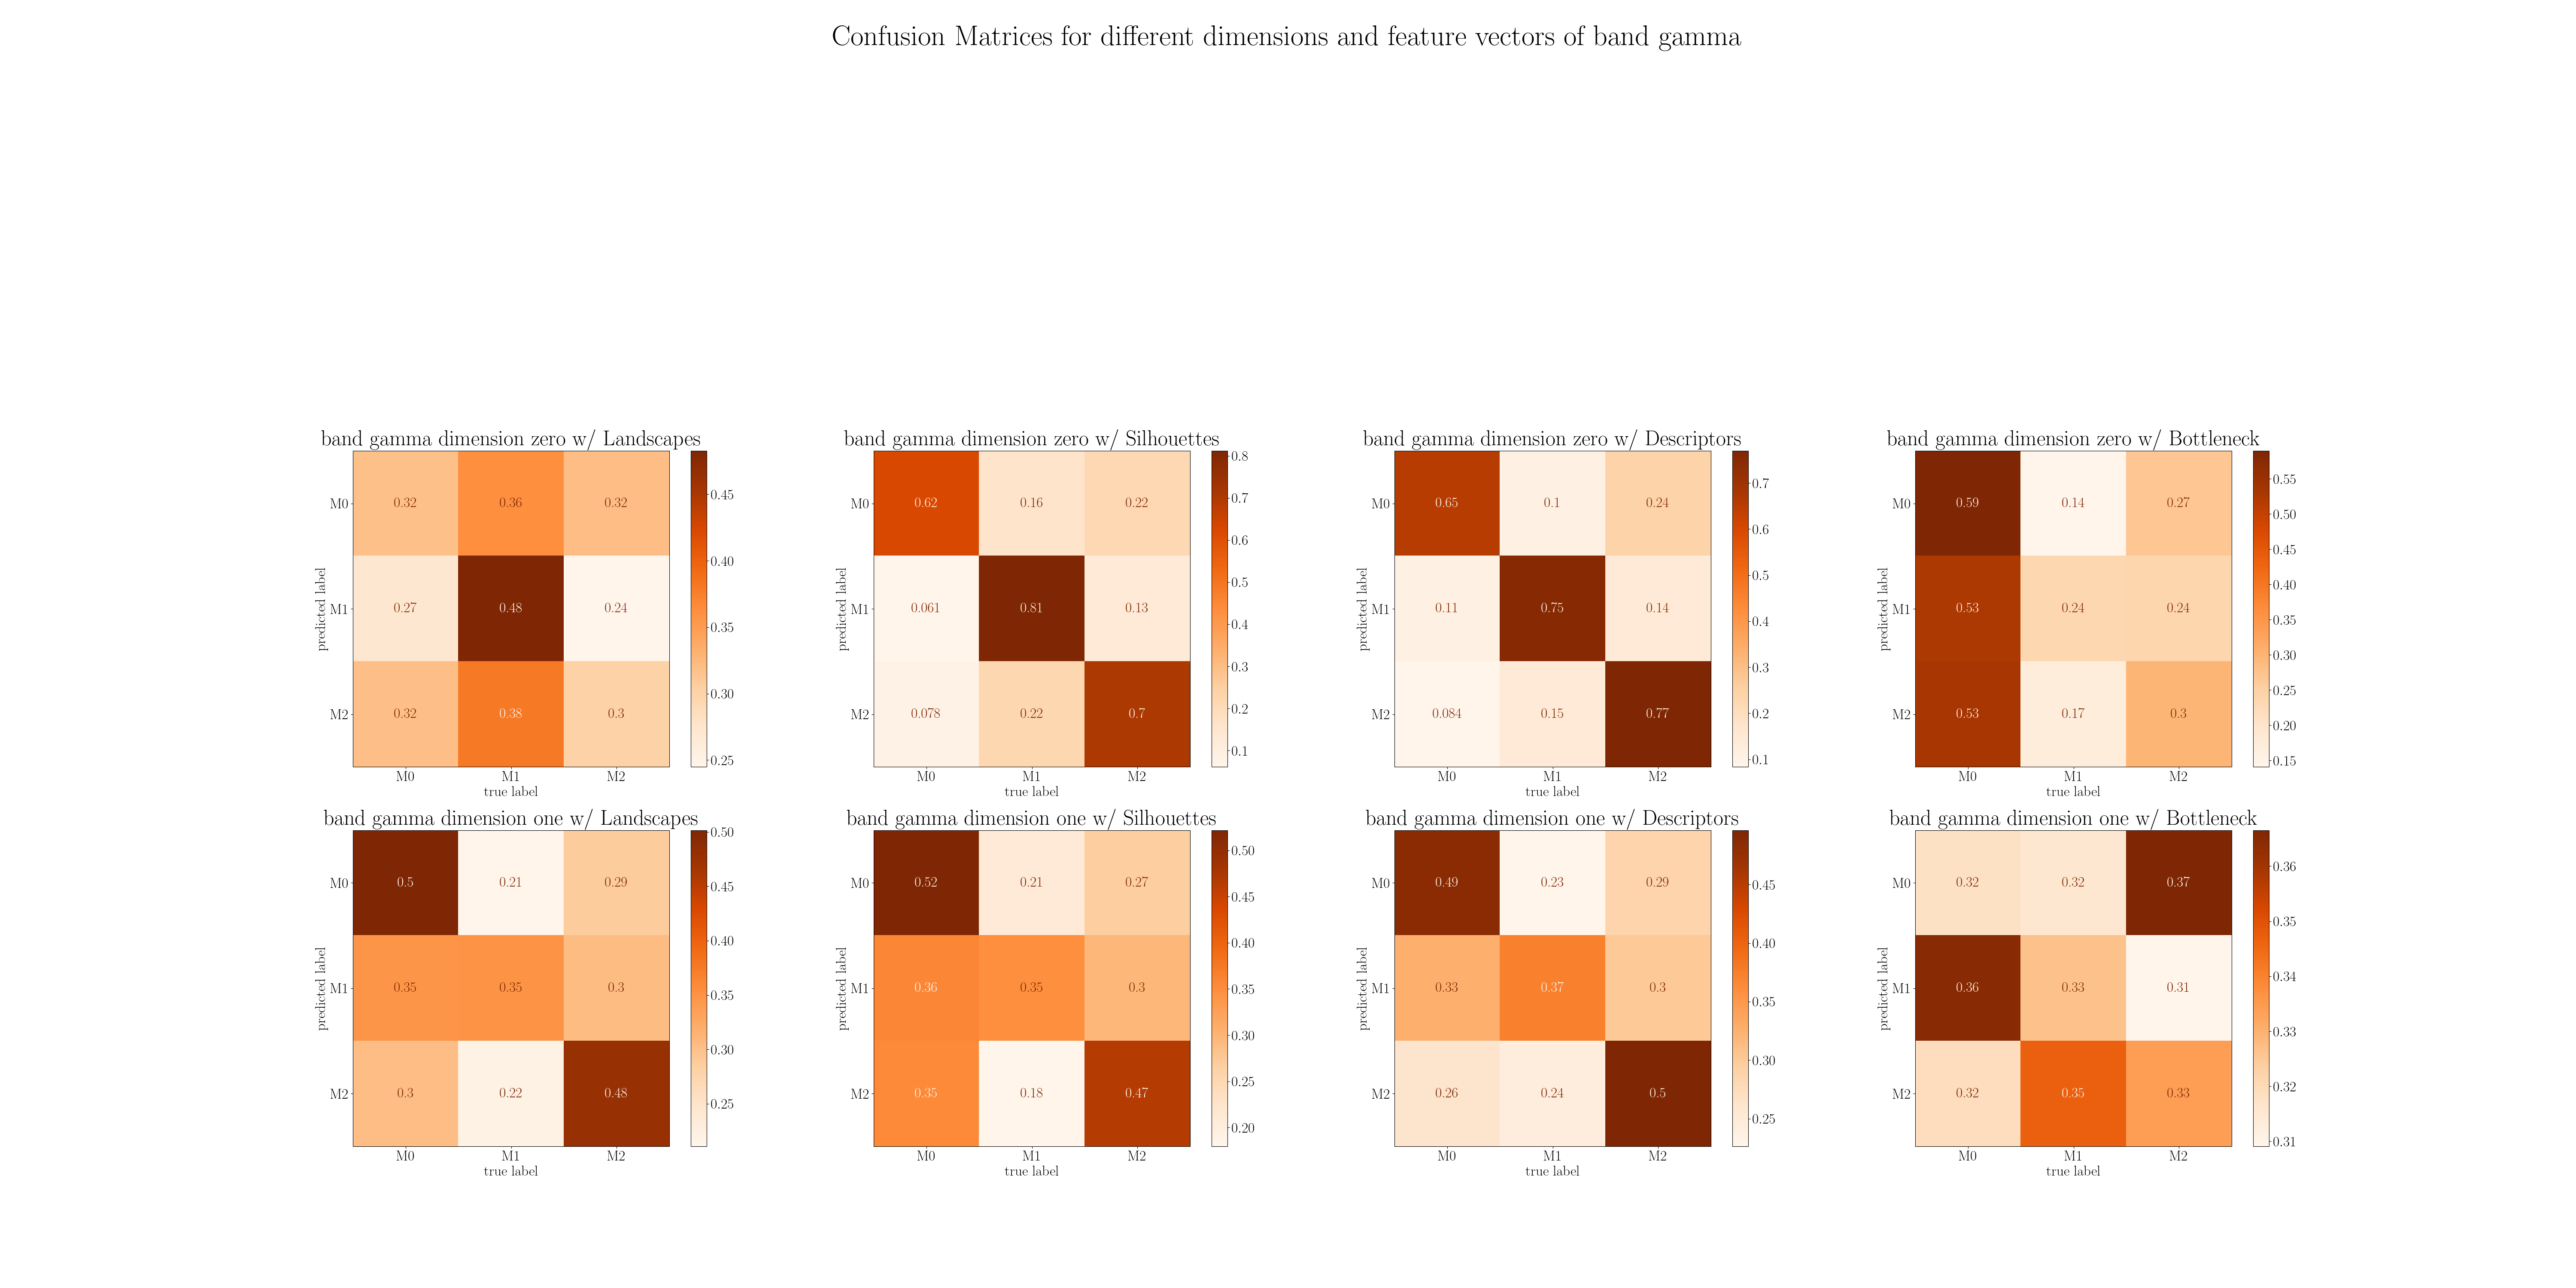 Confusion Matrices for different dimensions and feature vectors of band gamma
band gamma dimension zero w/ Landscapes
0.32 0.36 0.32
0.27 0.48 0.24
0.32 0.38 0.3
M0
M1
M2
predicted label
M0 M1 M2
true label
0.45
0.40
0.35
0.30
0.25
band gamma dimension zero w/ Silhouettes
0.62 0.16 0.22
0.061 0.81 0.13
0.078 0.22 0.7
M0
M1
M2
predicted label
M0 M1 M2
true label
0.8
0.7
0.6
0.5
0.4
0.3
0.2
0.1
band gamma dimension zero w/ Descriptors
0.65 0.1 0.24
0.11 0.75 0.14
0.084 0.15 0.77
M0
M1
M2
predicted label
M0 M1 M2
true label
0.7
0.6
0.5
0.4
0.3
0.2
0.1
band gamma dimension zero w/ Bottleneck
0.59 0.14 0.27
0.53 0.24 0.24
0.53 0.17 0.3
M0
M1
M2
predicted label
M0 M1 M2
true label
0.55
0.50
0.45
0.40
0.35
0.30
0.25
0.20
0.15
band gamma dimension one w/ Landscapes
0.5 0.21 0.29
0.35 0.35 0.3
0.3 0.22 0.48
M0
M1
M2
predicted label
M0 M1 M2
true label
0.50
0.45
0.40
0.35
0.30
0.25
band gamma dimension one w/ Silhouettes
0.52 0.21 0.27
0.36 0.35 0.3
0.35 0.18 0.47
M0
M1
M2
predicted label
M0 M1 M2
true label
0.50
0.45
0.40
0.35
0.30
0.25
0.20
band gamma dimension one w/ Descriptors
0.49 0.23 0.29
0.33 0.37 0.3
0.26 0.24 0.5
M0
M1
M2
predicted label
M0 M1 M2
true label
0.45
0.40
0.35
0.30
0.25
band gamma dimension one w/ Bottleneck
0.32 0.32 0.37
0.36 0.33 0.31
0.32 0.35 0.33
M0
M1
M2
predicted label
M0 M1 M2
true label
0.36
0.35
0.34
0.33
0.32
0.31